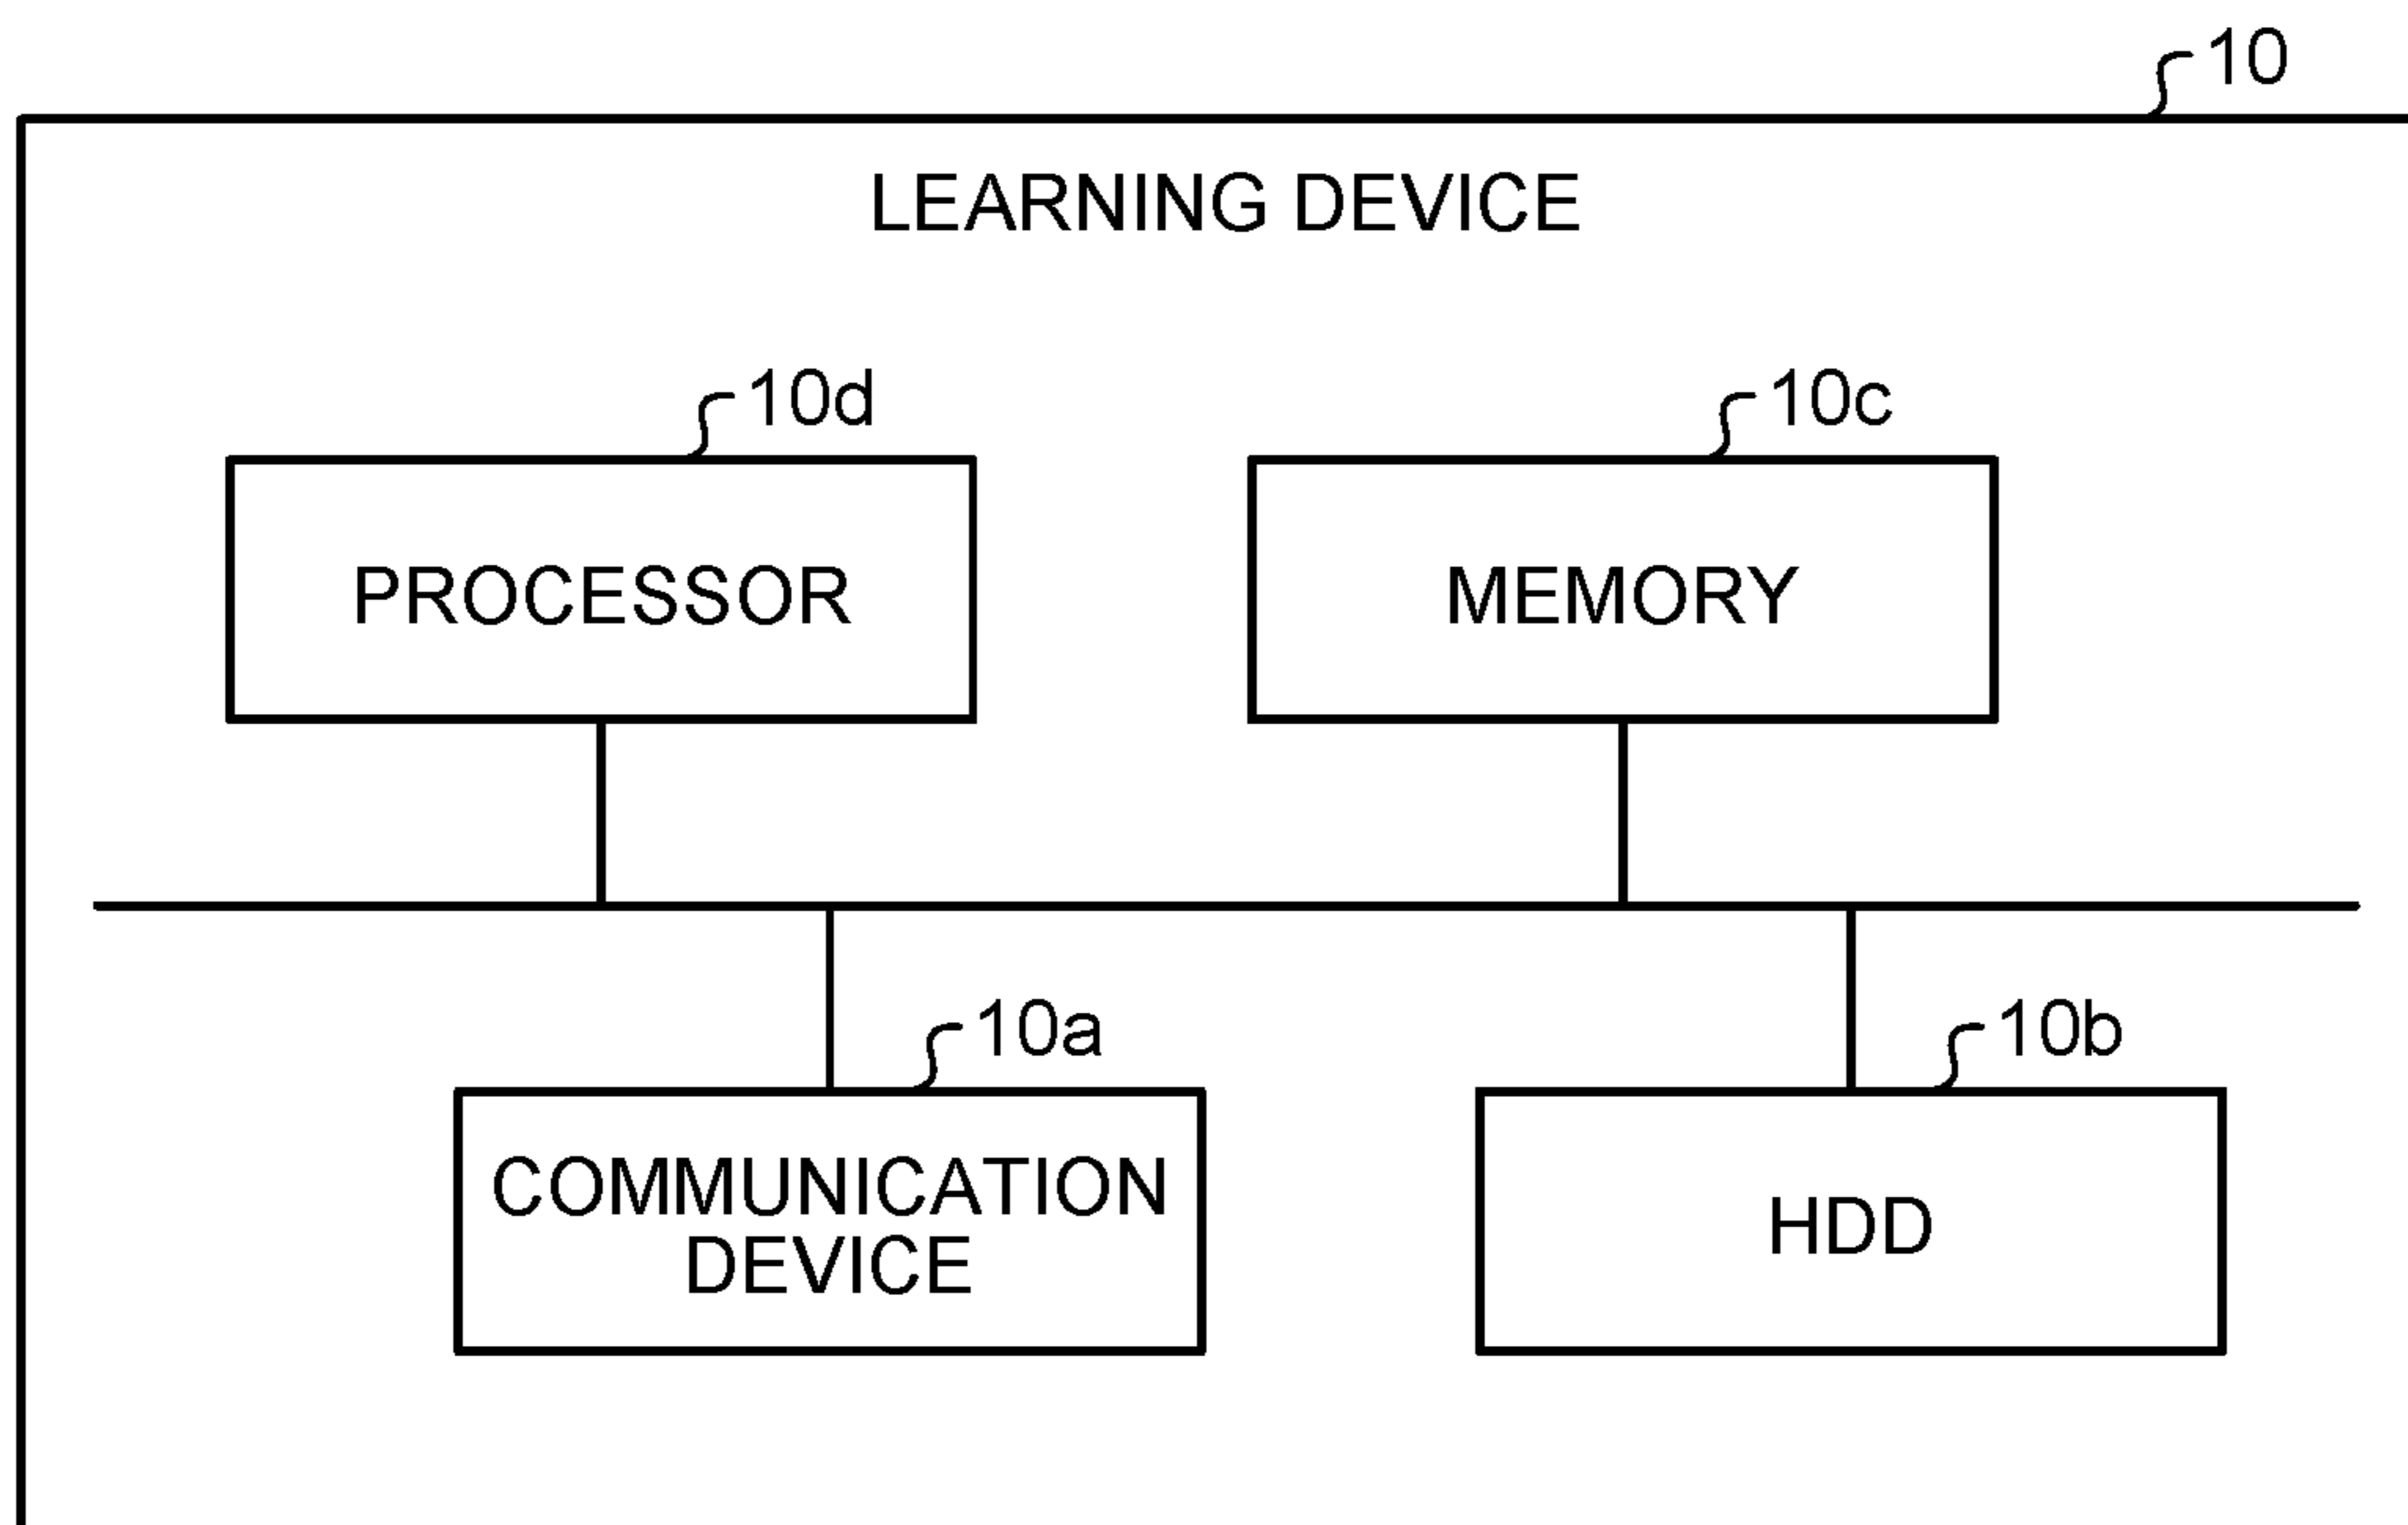 10
LEARNING DEVICE
10d
10c
PROCESSOR
MEMORY
10a
10b
COMMUNICATION
DEVICE
HDD